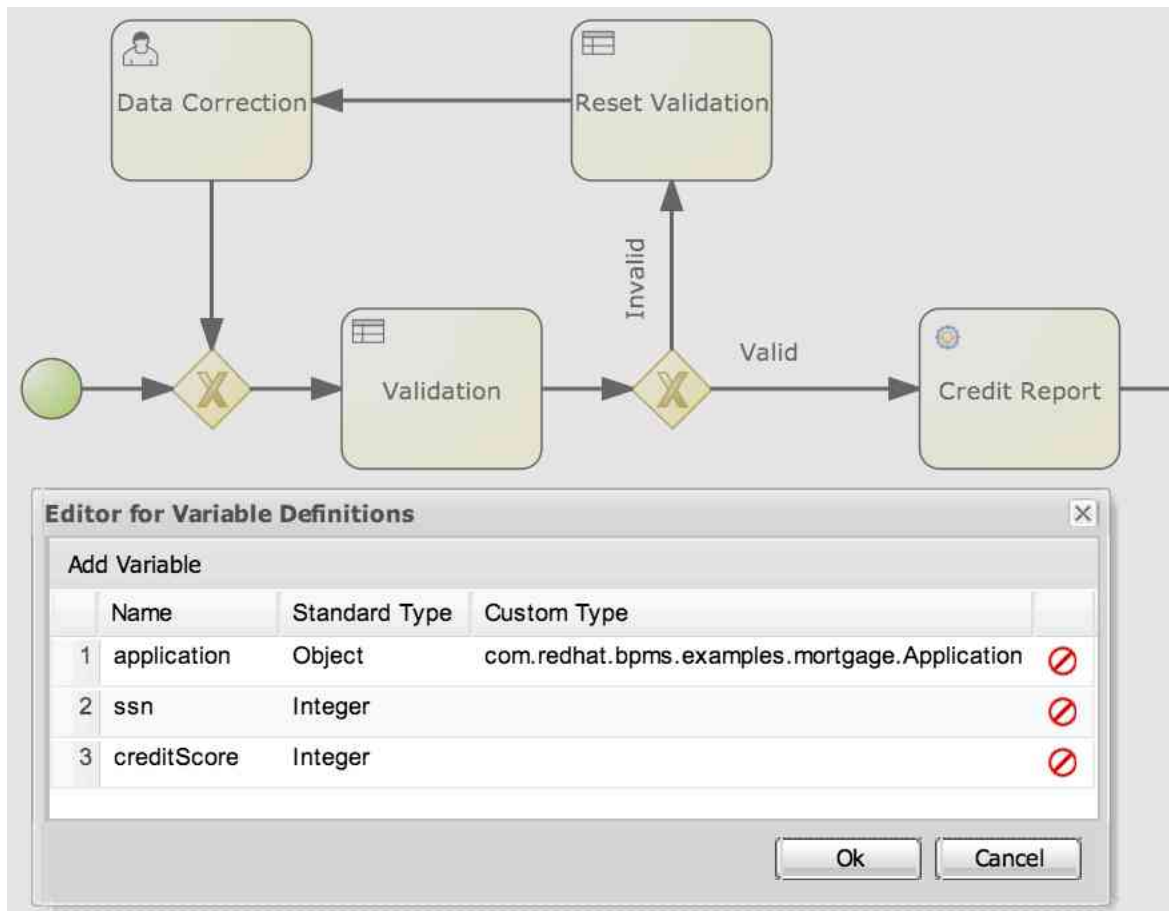 Data Correction
Reset Validation
Invalid
Validation
Valid
Credit Report
Editor for Variable Definitions
Add Variable
Name Standard Type Custom Type
1 application Object com.redhat.bpms.examples.mortgage.Application
2 ssn Integer
3 creditScore Integer
Ok Cancel